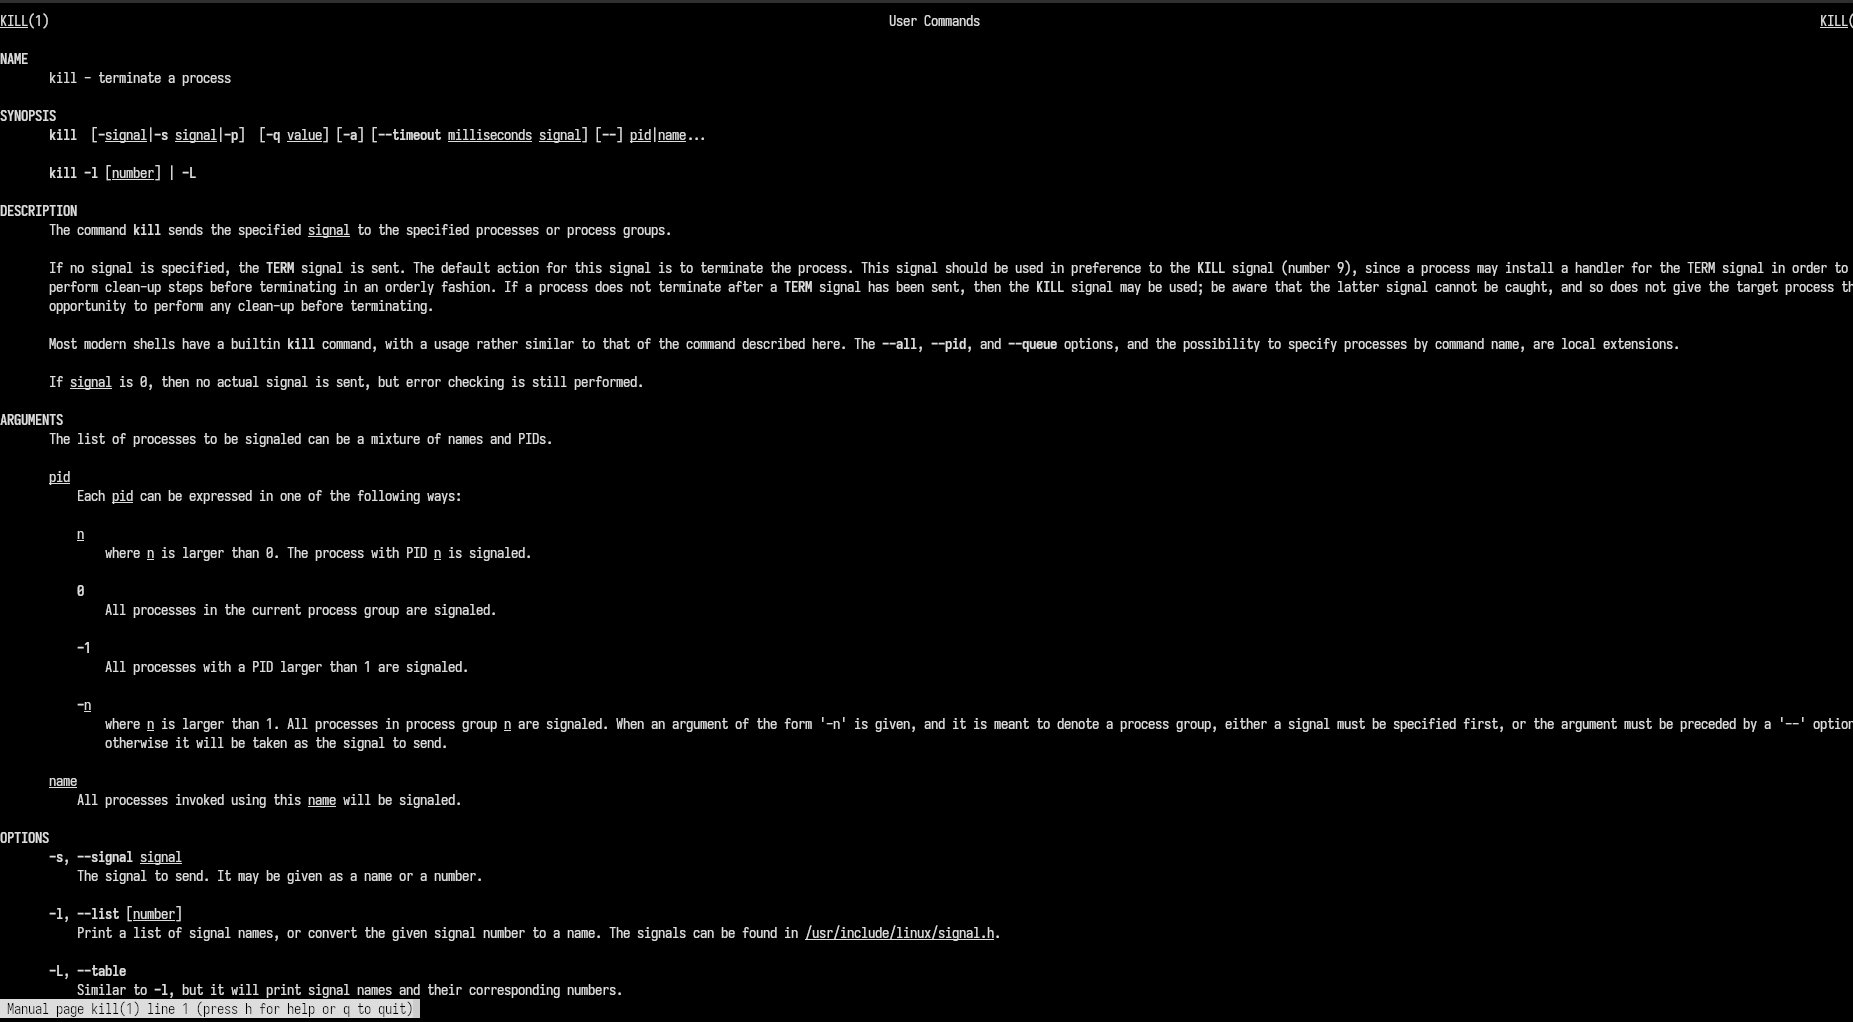 KILL(1) User Commands KILL(
NAME
kill - terminate a process
SYNOPSIS
kill [-signal|-s signal|-p] [-q value] [-a] [--timeout milliseconds signal] [--] pid|name...
kill -l [number] | -L
DESCRIPTION
The command kill sends the specified signal to the specified processes or process groups.
If no signal is specified, the TERM signal is sent. The default action for this signal is to terminate the process. This signal should be used in preference to the KILL signal (number 9), since a process may install a handler for the TERM signal in order to
perform clean-up steps before terminating in an orderly fashion. If a process does not terminate after a TERM signal has been sent, then the KILL signal may be used; be aware that the latter signal cannot be caught, and so does not give the target process th
opportunity to perform any clean-up before terminating.
Most modern shells have a builtin kill command, with a usage rather similar to that of the command described here. The --all, --pid, and --queue options, and the possibility to specify processes by command name, are local extensions.
If signal is 0, then no actual signal is sent, but error checking is still performed.
ARGUMENTS
The list of processes to be signaled can be a mixture of names and PIDs.
pid
Each pid can be expressed in one of the following ways:
n
where n is larger than 0. The process with PID n is signaled.
0
All processes in the current process group are signaled.
-1
All processes with a PID larger than 1 are signaled.
-n
where n is larger than 1. All processes in process group n are signaled. When an argument of the form '-n' is given, and it is meant to denote a process group, either a signal must be specified first, or the argument must be preceded by a '--' option
otherwise it will be taken as the signal to send.
name
All processes invoked using this name will be signaled.
OPTIONS
-s, --signal signal
The signal to send. It may be given as a name or a number.
-l, --list [number]
Print a list of signal names, or convert the given signal number to a name. The signals can be found in /usr/include/linux/signal.h.
-L, --table
Similar to -l, but it will print signal names and their corresponding numbers.
Manual page kill(1) line 1 (press h for help or q to quit)